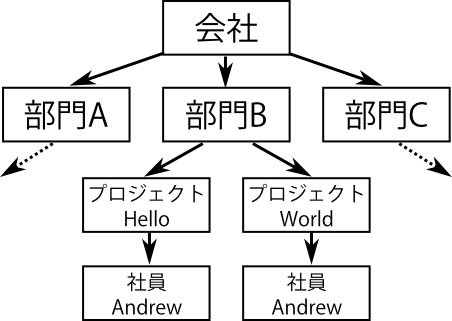 会社
部門A
部門B
部門C
プロジェクト
Hello
プロジェクト
World
社員
Andrew
社員
Andrew